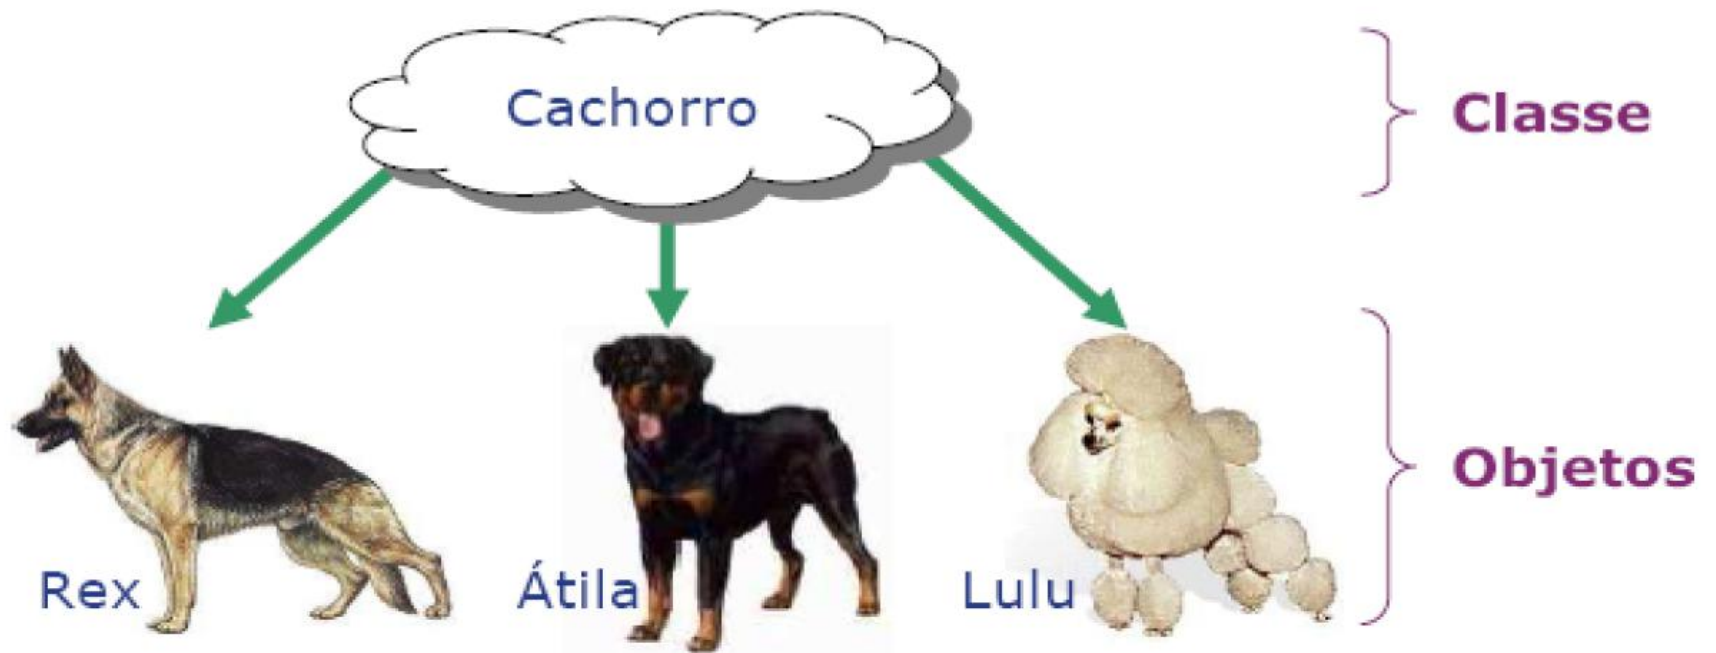 Cachorro
Classe
Objetos
Rex
Átila
Lulu